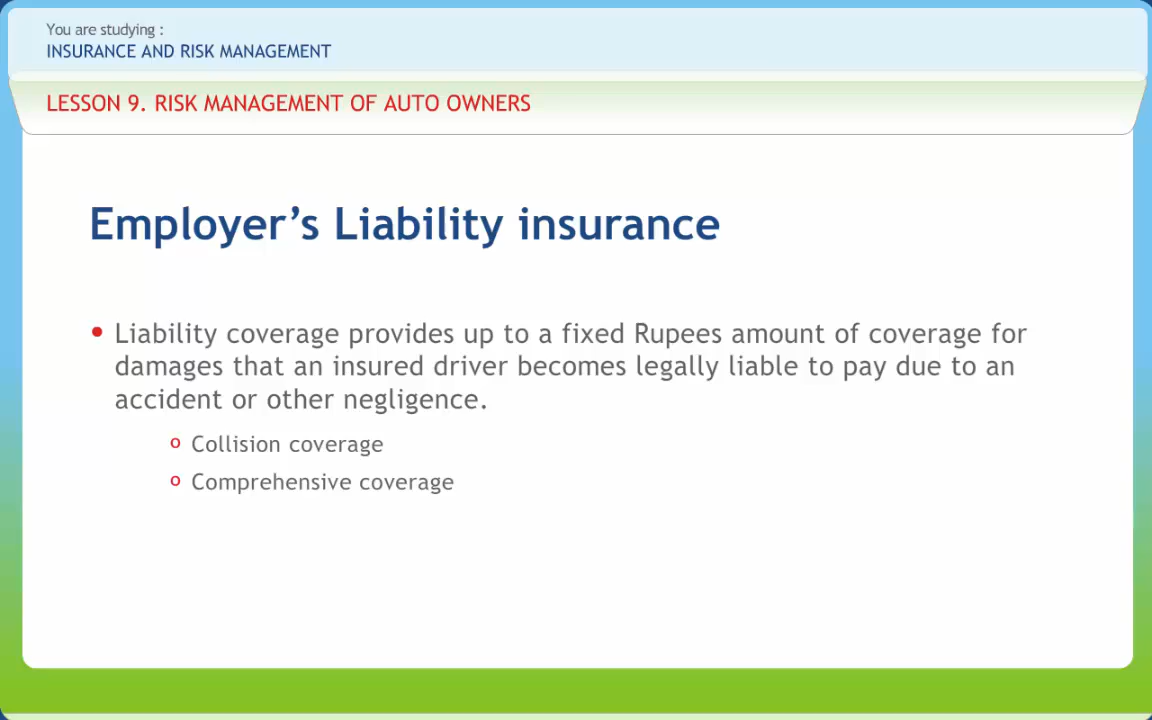 You are studying :
INSURANCE AND RISK MANAGEMENT
LESSON 9. RISK MANAGEMENT OF AUTO OWNERS
Employer’s Liability insurance
• Liability coverage provides up to a fixed Rupees amount of coverage for
damages that an insured driver becomes legally liable to pay due to an
accident or other negligence.
o Collision coverage
o Comprehensive coverage